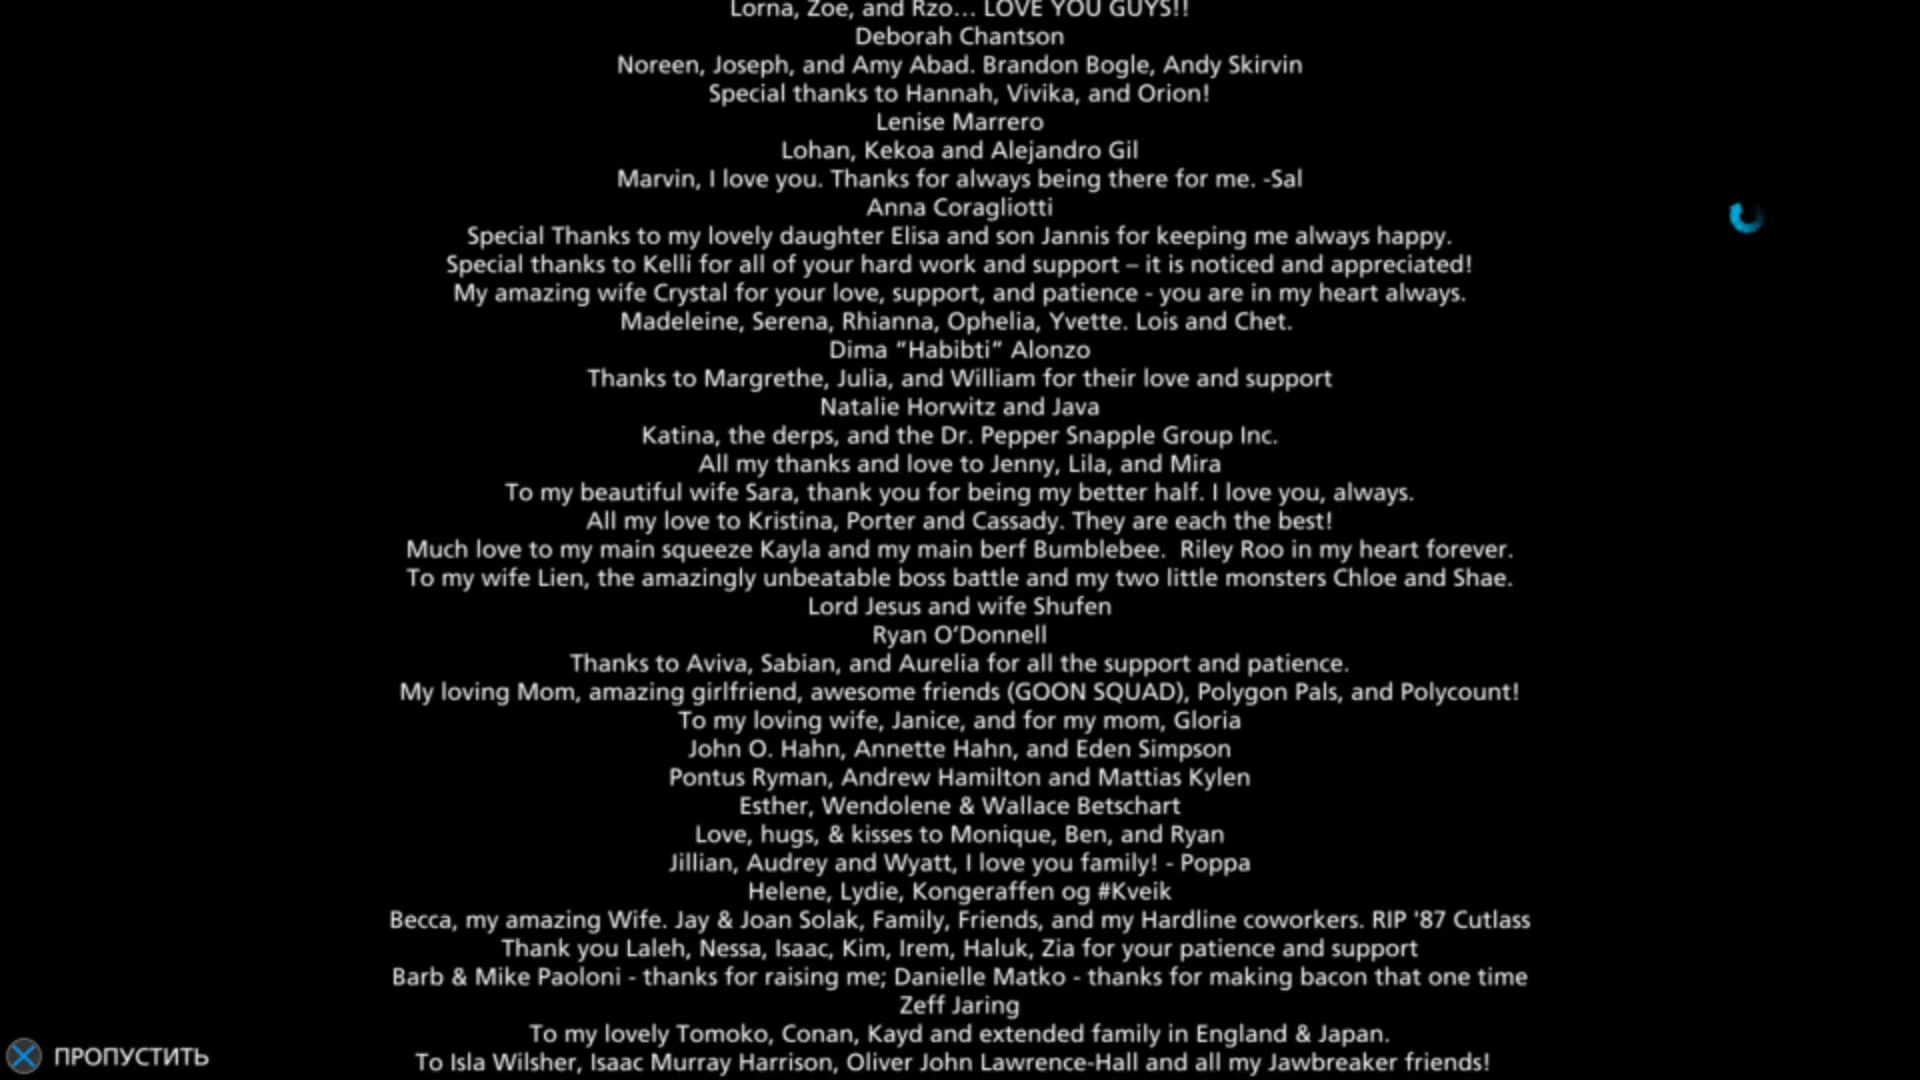 Lorna, Zoe, and Rzo... LOVE YOU GUYS!!
Deborah Chantson
Noreen, Joseph, and Amy Abad. Brandon Bogle, Andy Skirvin
Special thanks to Hannah, Vivika, and Orion!
Lenise Marrero
Lohan, Kekoa and Alejandro Gil
Marvin, I love you. Thanks for always being there for me. -Sal
Anna Coragliotti
Special Thanks to my lovely daughter Elisa and son Jannis for keeping me always happy.
Special thanks to Kelli for all of your hard work and support – it is noticed and appreciated!
My amazing wife Crystal for your love, support, and patience - you are in my heart always.
Madeleine, Serena, Rhianna, Ophelia, Yvette. Lois and Chet.
Dima “Habibti” Alonzo
Thanks to Margrethe, Julia, and William for their love and support
Natalie Horwitz and Java
Katina, the derps, and the Dr. Pepper Snapple Group Inc.
All my thanks and love to Jenny, Lila, and Mira
To my beautiful wife Sara, thank you for being my better half. I love you, always.
All my love to Kristina, Porter and Cassady. They are each the best!
Much love to my main squeeze Kayla and my main berf Bumblebee.  Riley Roo in my heart forever.
To my wife Lien, the amazingly unbeatable boss battle and my two little monsters Chloe and Shae.
Lord Jesus and wife Shufen
Ryan O’Donnell
Thanks to Aviva, Sabian, and Aurelia for all the support and patience.
My loving Mom, amazing girlfriend, awesome friends (GOON SQUAD), Polygon Pals, and Polycount!
To my loving wife, Janice, and for my mom, Gloria
John O. Hahn, Annette Hahn, and Eden Simpson
Pontus Ryman, Andrew Hamilton and Mattias Kylen
Esther, Wendolene & Wallace Betschart
Love, hugs, & kisses to Monique, Ben, and Ryan
Jillian, Audrey and Wyatt, I love you family! - Poppa
Helene, Lydie, Kongeraffen og #Kveik
Becca, my amazing Wife. Jay & Joan Solak, Family, Friends, and my Hardline coworkers. RIP '87 Cutlass
Thank you Laleh, Nessa, Isaac, Kim, Irem, Haluk, Zia for your patience and support
Barb & Mike Paoloni - thanks for raising me; Danielle Matko - thanks for making bacon that one time
Zeff Jaring
To my lovely Tomoko, Conan, Kayd and extended family in England & Japan.
ПРОПУСТИТЬ
To Isla Wilsher, Isaac Murray Harrison, Oliver John Lawrence-Hall and all my Jawbreaker friends!